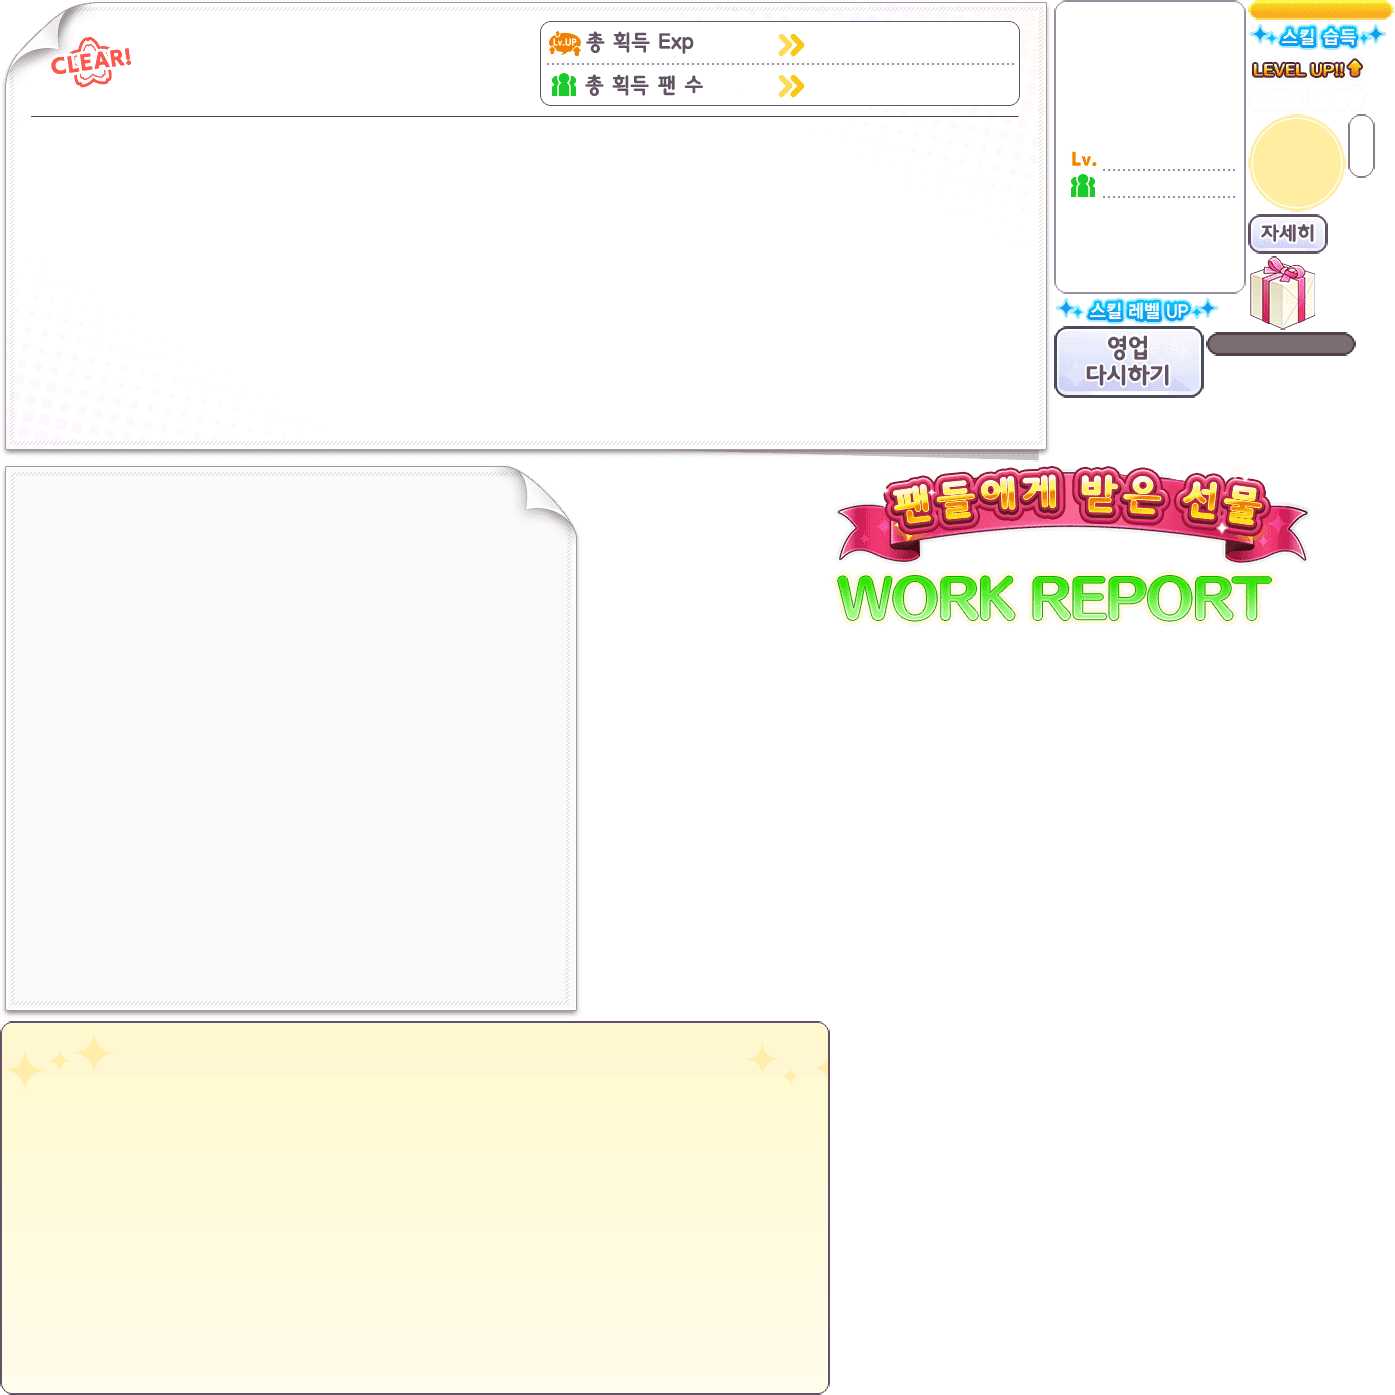 CLEAR!
Lv.UP 총 획득 Exp
총 획득 팬 수
Lv.
스킬 습득
LEVEL UP!!
자세히
스킬 레벨 UP
영업
다시하기
팬들에게 받은 선물
WORK REPORT